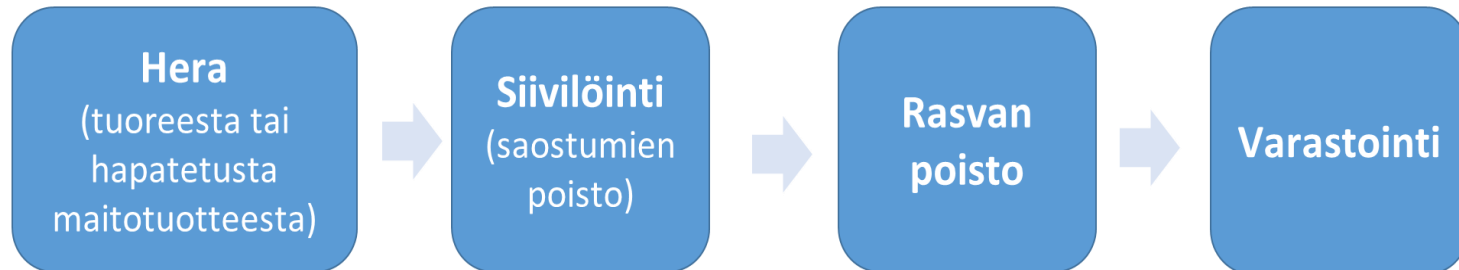 Hera
(tuoreesta tai
hapatetusta
maitotuotteesta)
Siivilöinti
(saostumien
poisto)
Rasvan
poisto
Varastointi